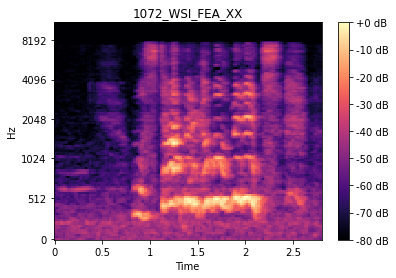 1072_WSI_FEA_XX
+0 dB
8192
-10 dB
4096
-20 dB
-30 dB
2048
-40 dB
Hz
1024
-50 dB
512
-60 dB
-70 dB
0
-80 dB
0 0.5 1 1.5 2 2.5
Time